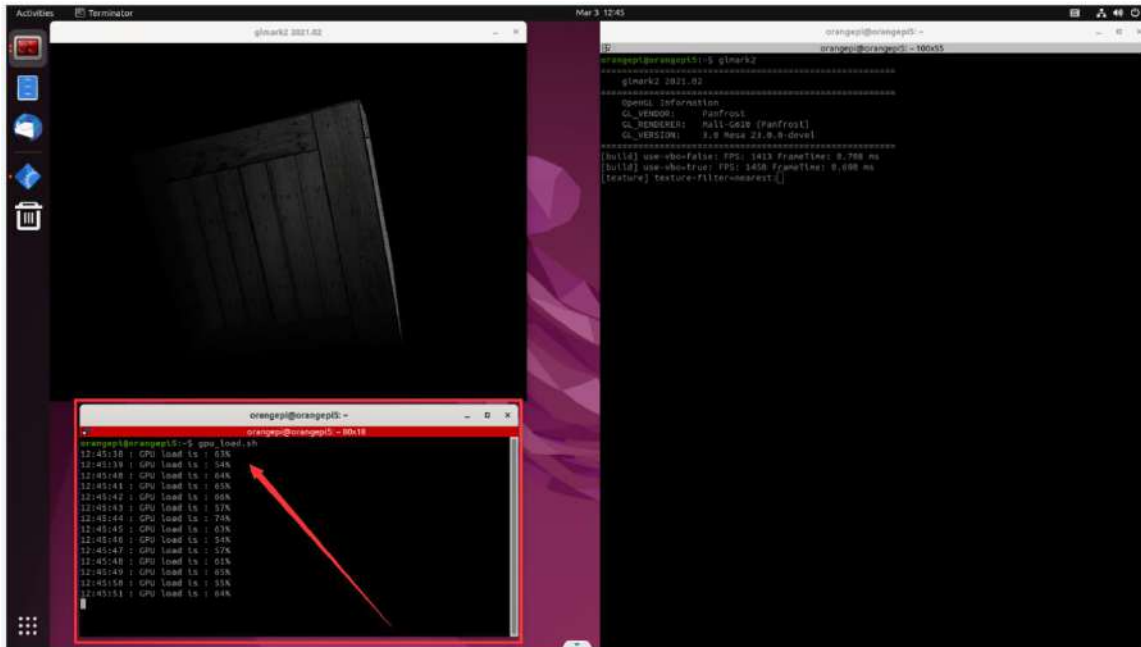 Activities
Terminator
Mar 3 12:45
glmark2 2021.02
orangepi@orangepi5: ~
orangepi@orangepi5: ~ 100x55
orangepi@orangepi5:~$ glmark2
=======================================================
glmark2 2021.02
=======================================================
OpenGL Information
GL_VENDOR: Panfrost
GL_RENDERER: Mali-G610 (Panfrost)
GL_VERSION: 3.0 Mesa 23.0.0-devel
=======================================================
[build] use-vbo=false: FPS: 1413 FrameTime: 0.708 ms
[build] use-vbo=true: FPS: 1450 FrameTime: 0.690 ms
[texture] texture-filter=nearest:
orangepi@orangepi5: ~
orangepi@orangepi5: ~ 80x18
orangepi@orangepi5:~$ gpu_load.sh
12:45:38 : GPU load is : 63%
12:45:39 : GPU load is : 54%
12:45:40 : GPU load is : 64%
12:45:41 : GPU load is : 65%
12:45:42 : GPU load is : 66%
12:45:43 : GPU load is : 57%
12:45:44 : GPU load is : 74%
12:45:45 : GPU load is : 63%
12:45:46 : GPU load is : 54%
12:45:47 : GPU load is : 57%
12:45:48 : GPU load is : 61%
12:45:49 : GPU load is : 65%
12:45:50 : GPU load is : 55%
12:45:51 : GPU load is : 64%